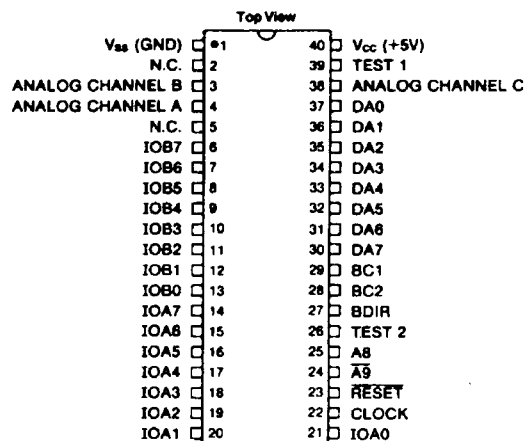 Top View
Vss (GND) 1 40 Vcc (+5V)
N.C. 2 39 TEST 1
ANALOG CHANNEL B 3 38 ANALOG CHANNEL C
ANALOG CHANNEL A 4 37 DA0
N.C. 5 36 DA1
IOB7 6 35 DA2
IOB6 7 34 DA3
IOB5 8 33 DA4
IOB4 9 32 DA5
IOB3 10 31 DA6
IOB2 11 30 DA7
IOB1 12 29 BC1
IOB0 13 28 BC2
IOA7 14 27 BDIR
IOA6 15 26 TEST 2
IOA5 16 25 A8
IOA4 17 24 A̅9̅
IOA3 18 23 R̅E̅S̅E̅T̅
IOA2 19 22 CLOCK
IOA1 20 21 IOA0